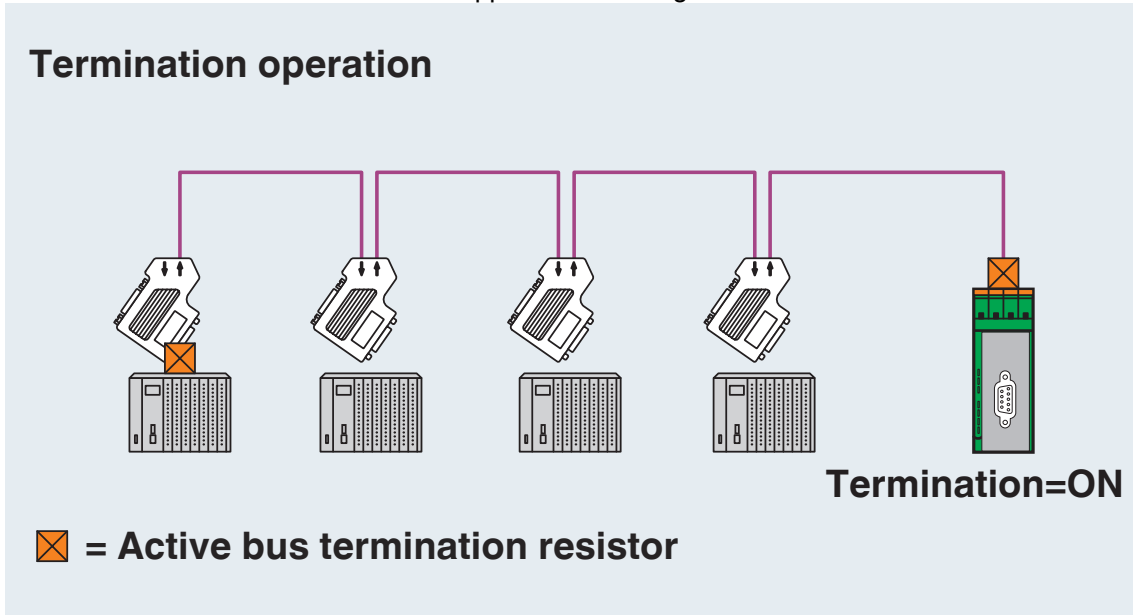 Termination operation
Termination=ON
= Active bus termination resistor